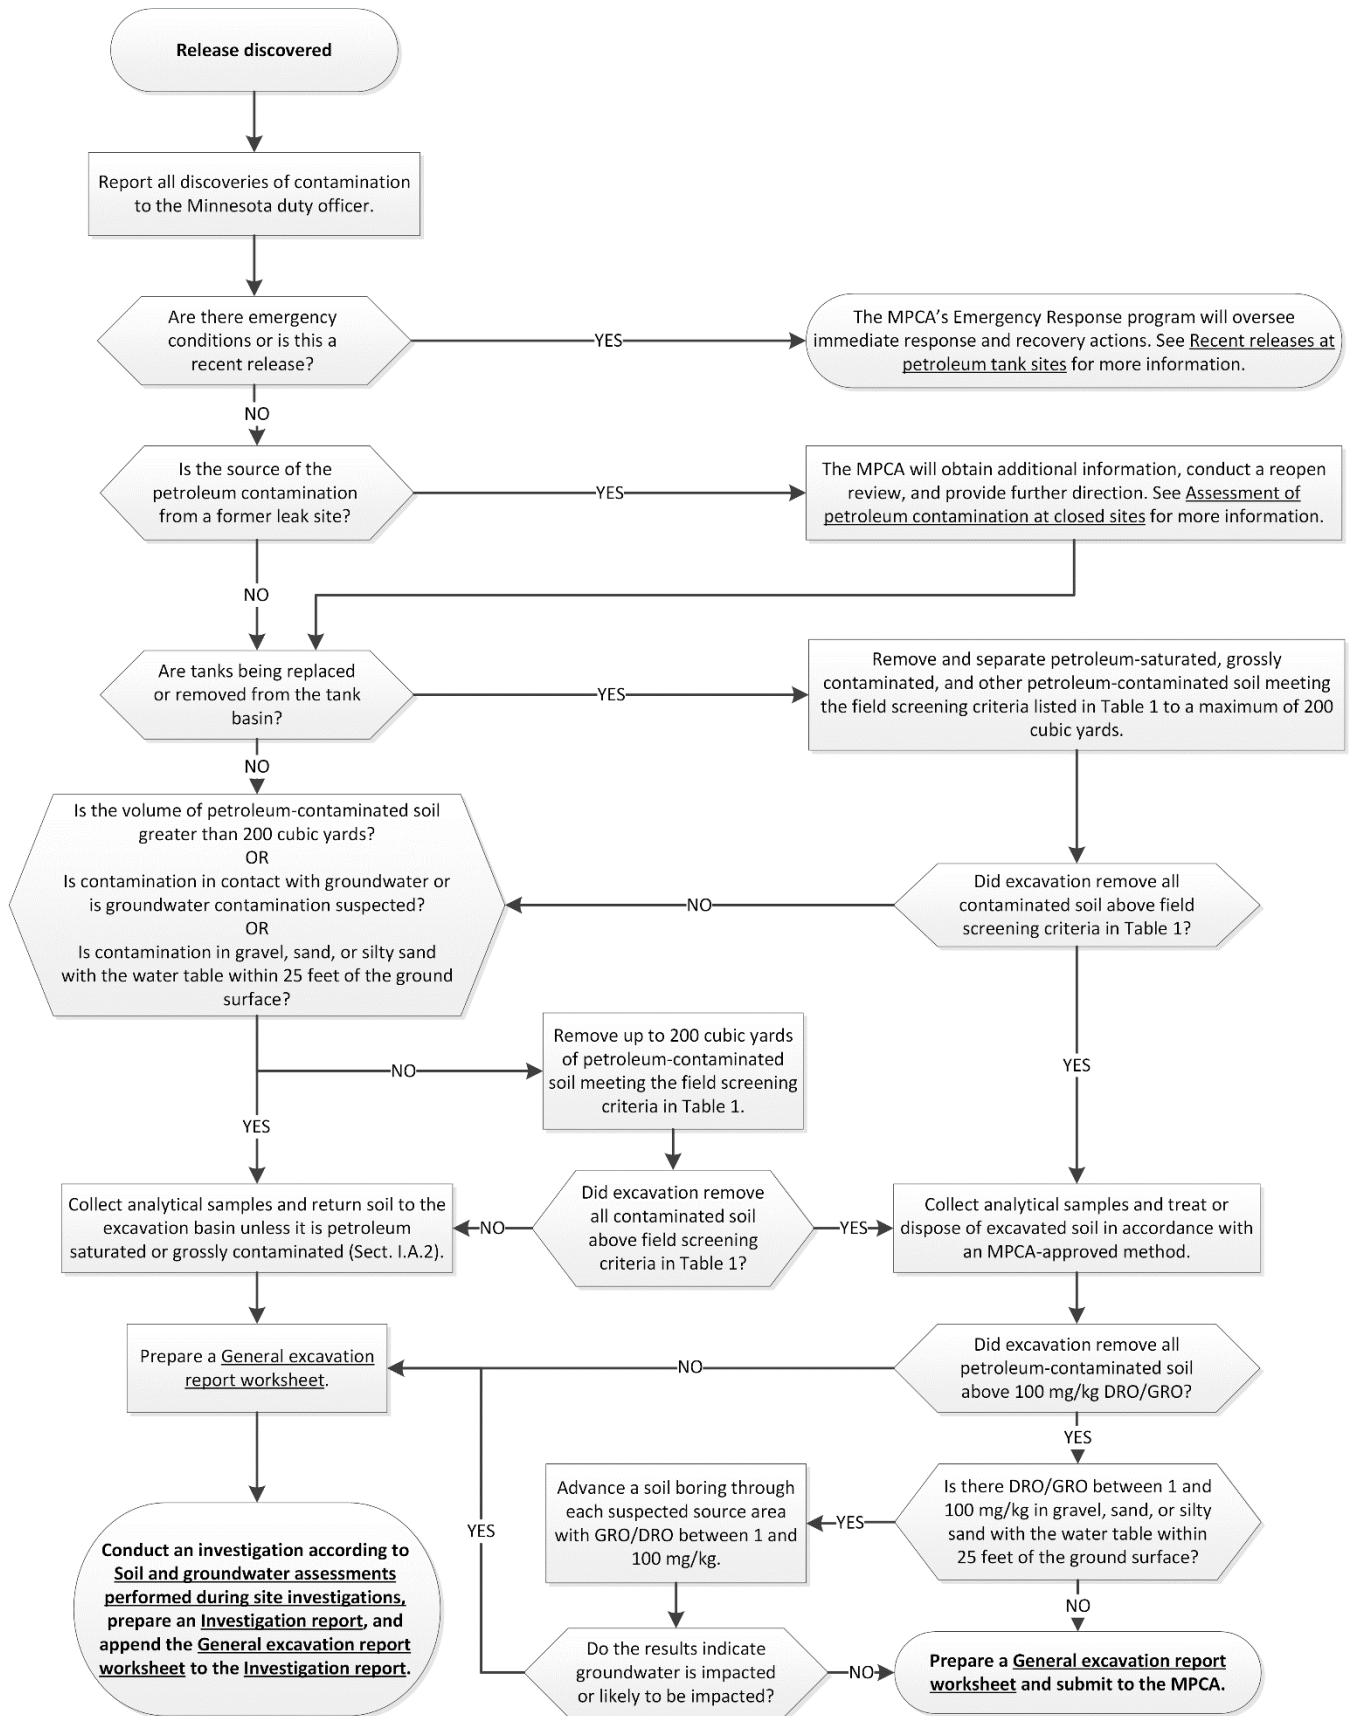 Release discovered
Report all discoveries of contamination
to the Minnesota duty officer.
Are there emergency
conditions or is this a
recent release?
YES
The MPCA's Emergency Response program will oversee
immediate response and recovery actions. See Recent releases at
petroleum tank sites for more information.
NO
Is the source of the
petroleum contamination
from a former leak site?
YES
The MPCA will obtain additional information, conduct a reopen
review, and provide further direction. See Assessment of
petroleum contamination at closed sites for more information.
NO
Are tanks being replaced
or removed from the tank
basin?
YES
Remove and separate petroleum-saturated, grossly
contaminated, and other petroleum-contaminated soil meeting
the field screening criteria listed in Table 1 to a maximum of 200
cubic yards.
NO
Is the volume of petroleum-contaminated soil
greater than 200 cubic yards?
OR
Is contamination in contact with groundwater or
is groundwater contamination suspected?
OR
Is contamination in gravel, sand, or silty sand
with the water table within 25 feet of the ground
surface?
NO
Did excavation remove all
contaminated soil above field
screening criteria in Table 1?
NO
Remove up to 200 cubic yards
of petroleum-contaminated
soil meeting the field screening
criteria in Table 1.
YES
YES
Collect analytical samples and return soil to the
excavation basin unless it is petroleum
saturated or grossly contaminated (Sect. I.A.2).
NO
Did excavation remove
all contaminated soil
above field screening
criteria in Table 1?
YES
Collect analytical samples and treat or
dispose of excavated soil in accordance with
an MPCA-approved method.
Prepare a General excavation
report worksheet.
NO
Did excavation remove all
petroleum-contaminated soil
above 100 mg/kg DRO/GRO?
YES
Advance a soil boring through
each suspected source area
with GRO/DRO between 1 and
100 mg/kg.
YES
Is there DRO/GRO between 1 and
100 mg/kg in gravel, sand, or silty
sand with the water table within
25 feet of the ground surface?
YES
Conduct an investigation according to
Soil and groundwater assessments
performed during site investigations,
prepare an Investigation report, and
append the General excavation report
worksheet to the Investigation report.
NO
Do the results indicate
groundwater is impacted
or likely to be impacted?
NO
Prepare a General excavation report
worksheet and submit to the MPCA.